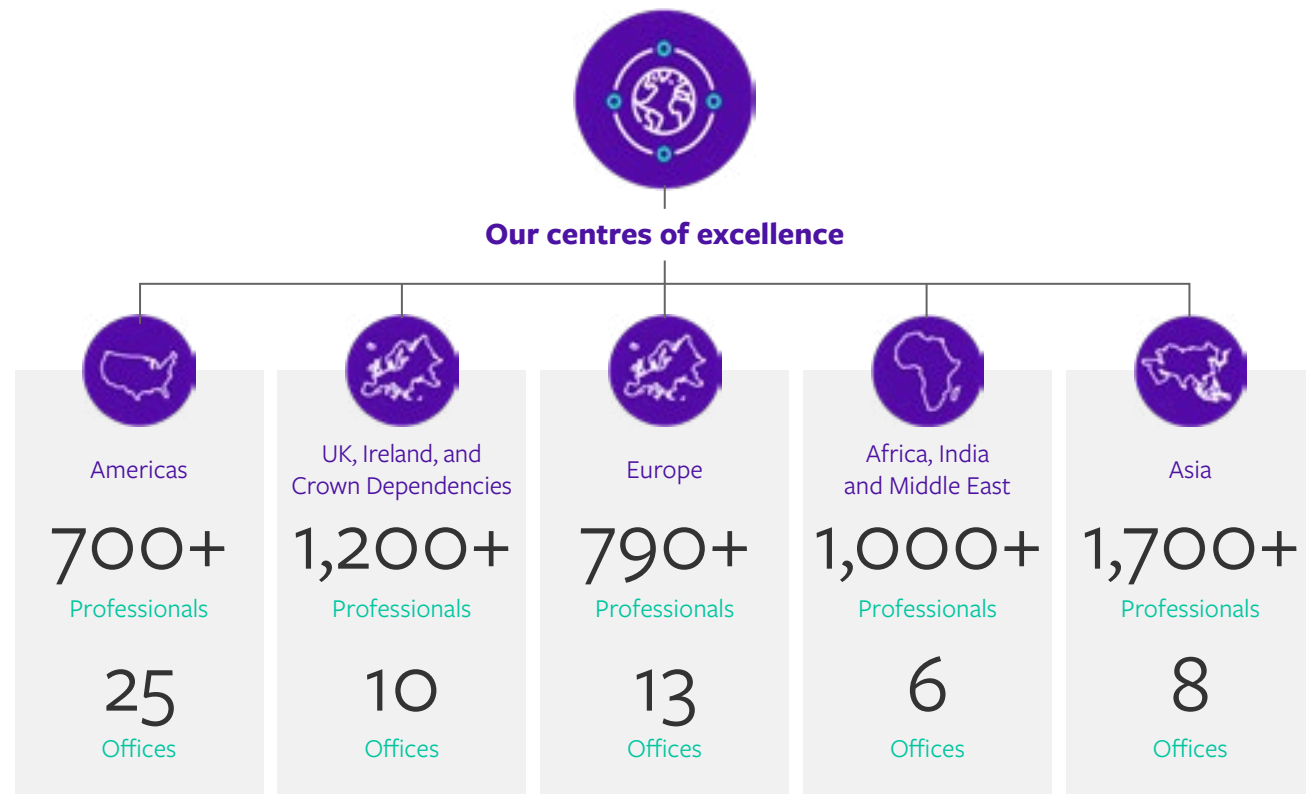 Our centres of excellence
Americas
700+
Professionals
25
Offices
UK, Ireland, and
Crown Dependencies
1,200+
Professionals
10
Offices
Europe
790+
Professionals
13
Offices
Africa, India
and Middle East
1,000+
Professionals
6
Offices
Asia
1,700+
Professionals
8
Offices